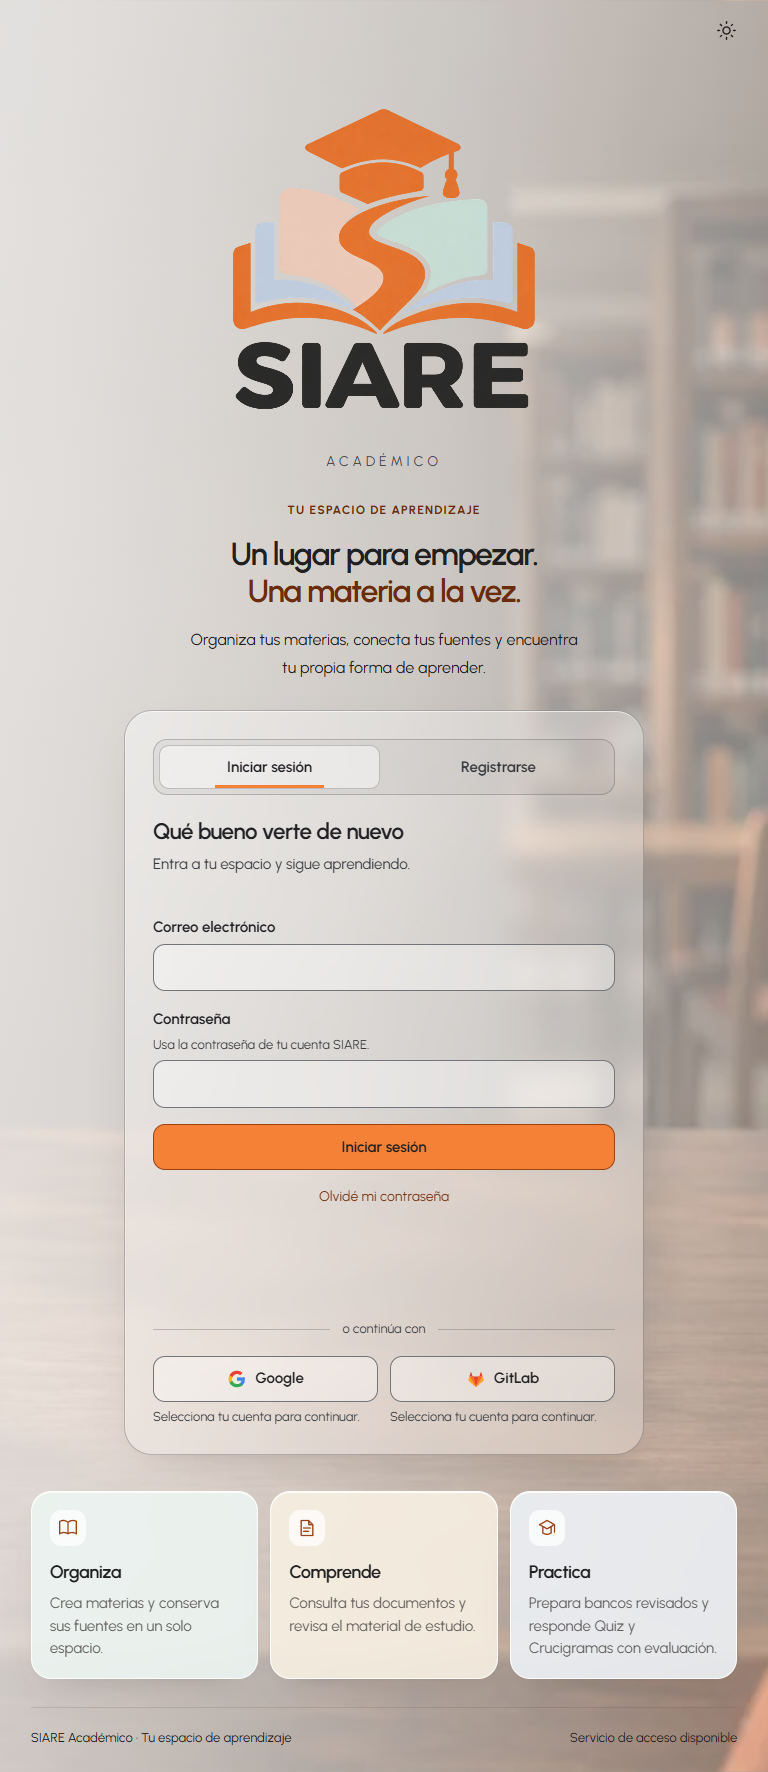 SIARE
ACADÉMICO
TU ESPACIO DE APRENDIZAJE
Un lugar para empezar.
Una materia a la vez.
Organiza tus materias, conecta tus fuentes y encuentra
tu propia forma de aprender.
Iniciar sesión
Registrarse
Qué bueno verte de nuevo
Entra a tu espacio y sigue aprendiendo.
Correo electrónico
Contraseña
Usa la contraseña de tu cuenta SIARE.
Iniciar sesión
Olvidé mi contraseña
o continúa con
Google
GitLab
Selecciona tu cuenta para continuar.
Selecciona tu cuenta para continuar.
Organiza
Crea materias y conserva
sus fuentes en un solo
espacio.
Comprende
Consulta tus documentos y
revisa el material de estudio.
Practica
Prepara bancos revisados y
responde Quiz y
Crucigramas con evaluación.
SIARE Académico · Tu espacio de aprendizaje
Servicio de acceso disponible